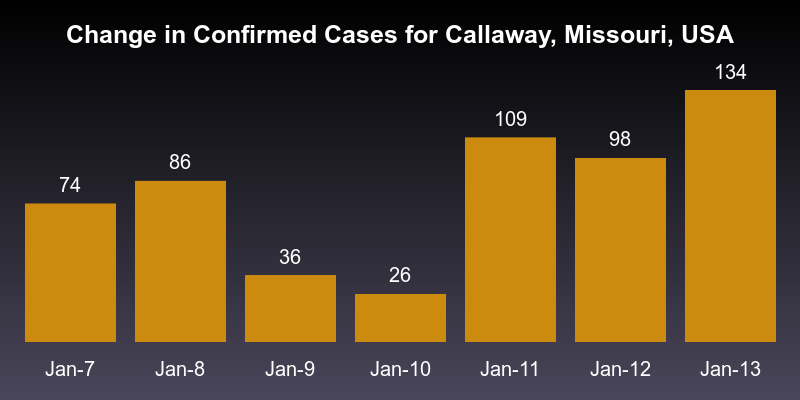 Change in Confirmed Cases for Callaway, Missouri, USA
74
86
36
26
109
98
134
Jan-7
Jan-8
Jan-9
Jan-10
Jan-11
Jan-12
Jan-13